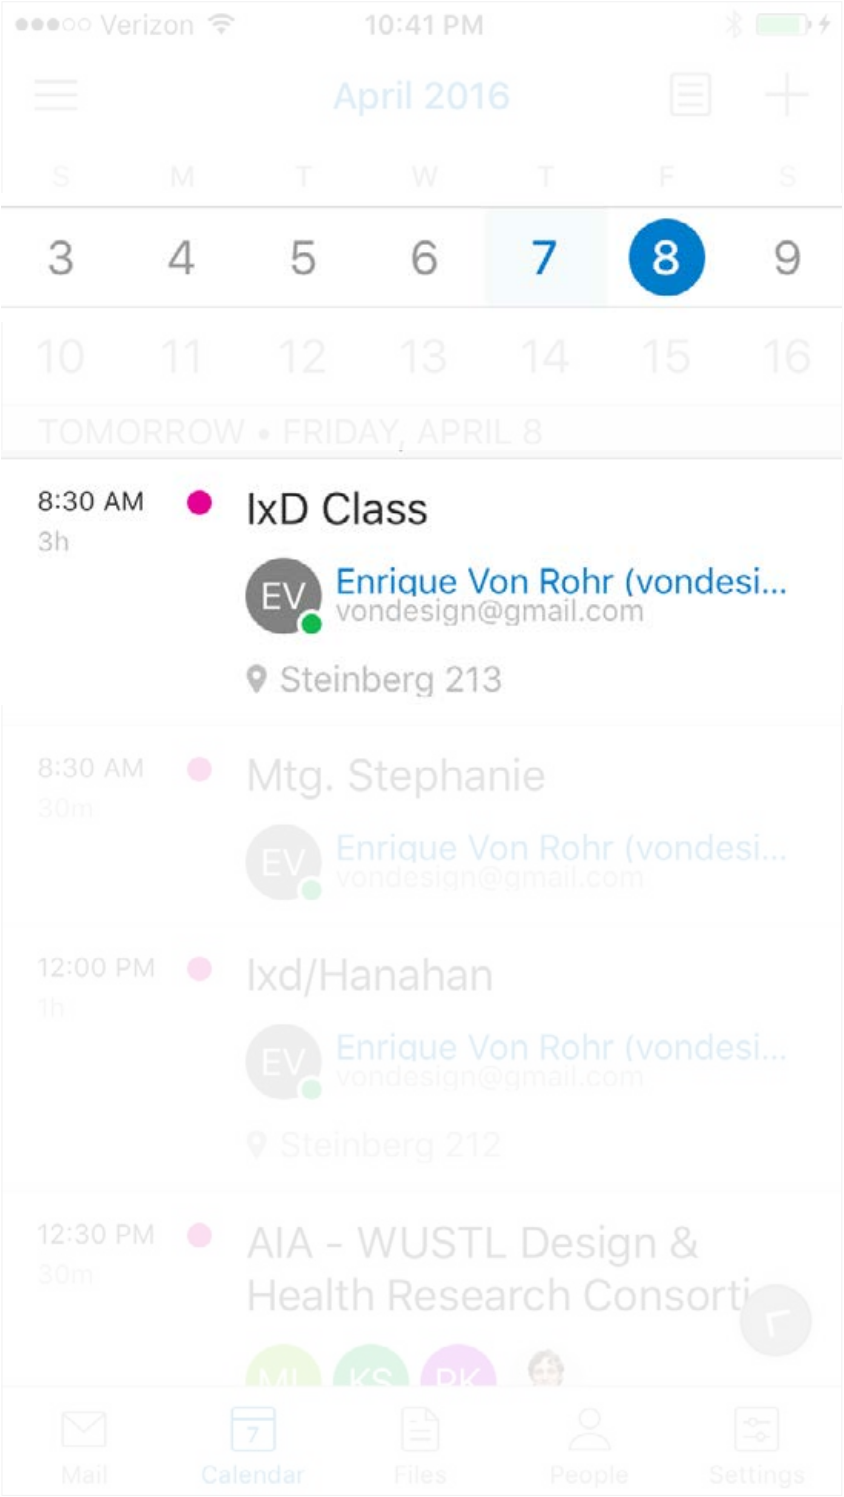 Verizon 10:41 PM
April 2016
S M T W T F S
3 4 5 6 7 8 9
10 11 12 13 14 15 16
TOMORROW • FRIDAY, APRIL 8
8:30 AM IxD Class
3h
EV Enrique Von Rohr (vondesi...
vondesign@gmail.com
Steinberg 213
8:30 AM Mtg. Stephanie
30m
EV Enrique Von Rohr (vondesi...
vondesign@gmail.com
12:00 PM Ixd/Hanahan
1h
EV Enrique Von Rohr (vondesi...
vondesign@gmail.com
Steinberg 212
12:30 PM AIA - WUSTL Design &
30m Health Research Consorti
KS
7
Mail Calendar Files People Settings